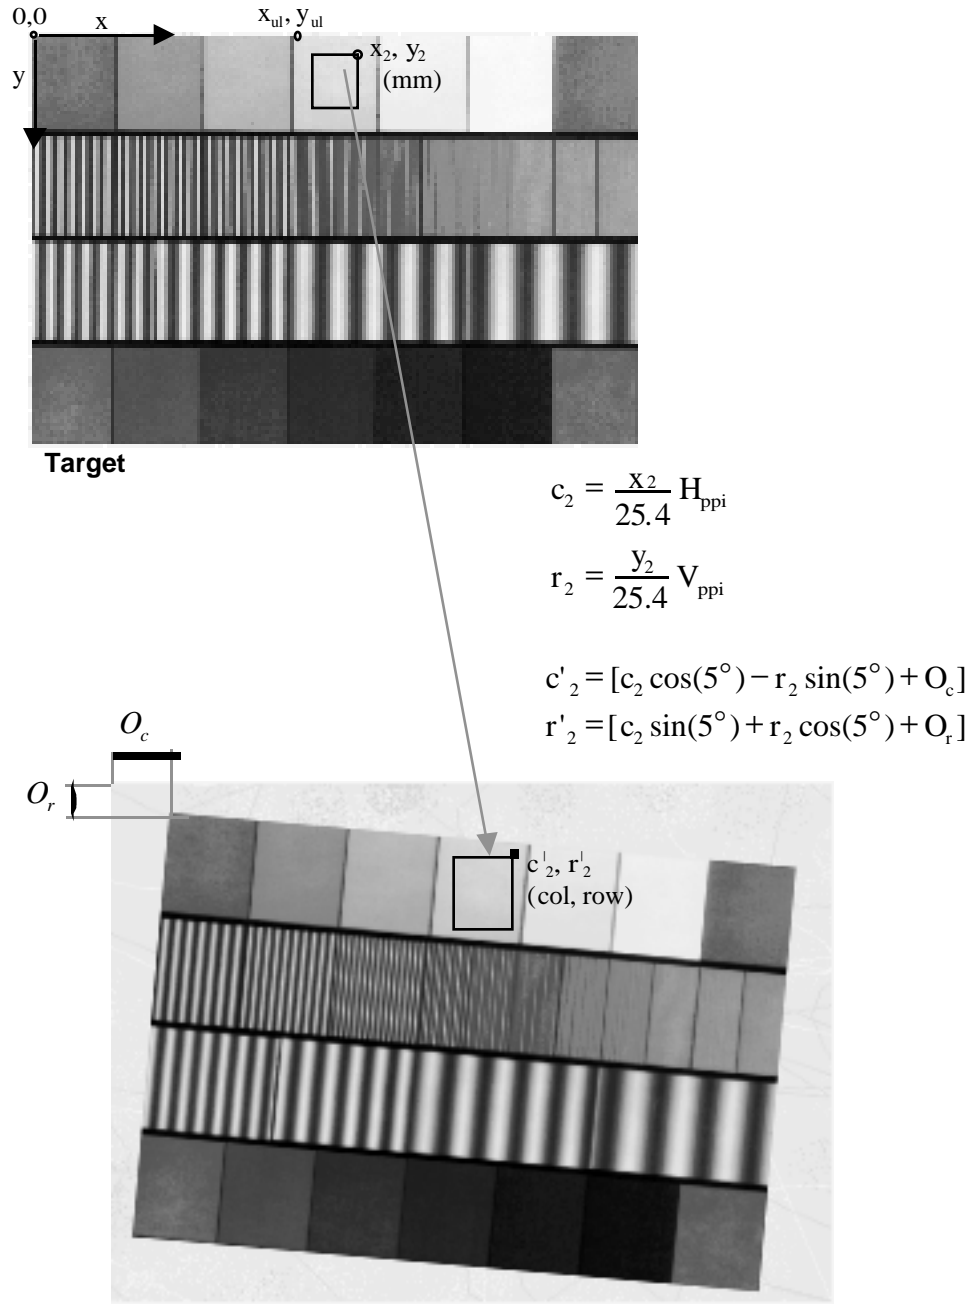 0,0
x
x_ul, y_ul
y
x_2, y_2
(mm)
Target
c_2 = x_2/25.4 H_ppi
r_2 = y_2/25.4 V_ppi
c'_2 = [c_2 cos(5°) − r_2 sin(5°) + O_c]
r'_2 = [c_2 sin(5°) + r_2 cos(5°) + O_r]
O_c
O_r
c'_2, r'_2
(col, row)